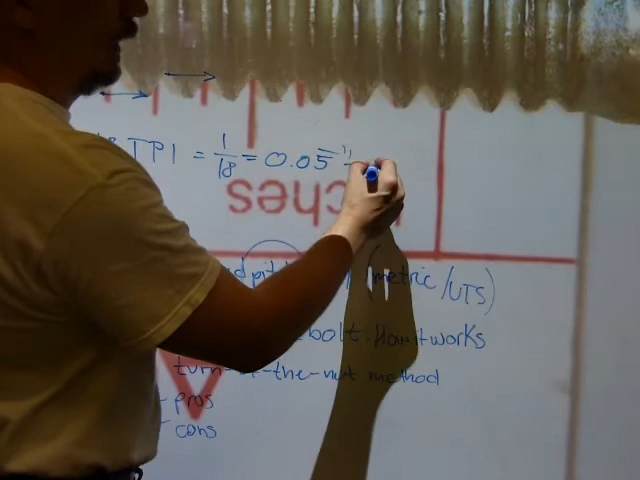 TPI = 1/18 = 0.05"
inches
pit (metric/UTS)
bolt. How it works
turn-of-the-nut method
- pros
- cons